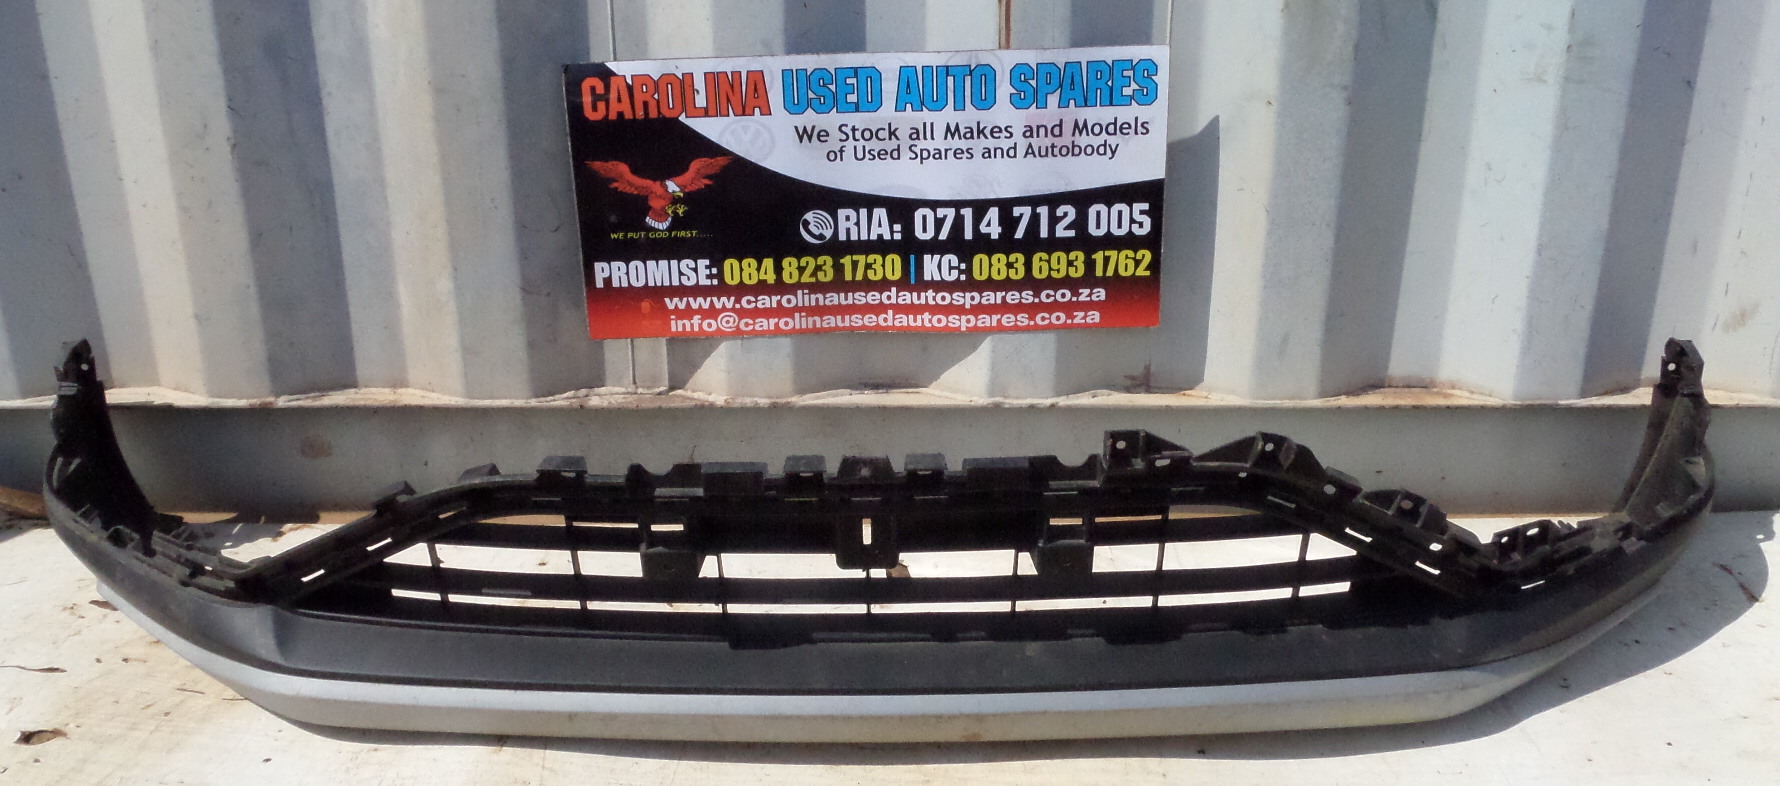 CAROLINA USED AUTO SPARES
We Stock all Makes and Models
of Used Spares and Autobody
WE PUT GOD FIRST.....
RIA: 0714 712 005
PROMISE: 084 823 1730 | KC: 083 693 1762
www.carolinausedautospares.co.za
info@carolinausedautospares.co.za